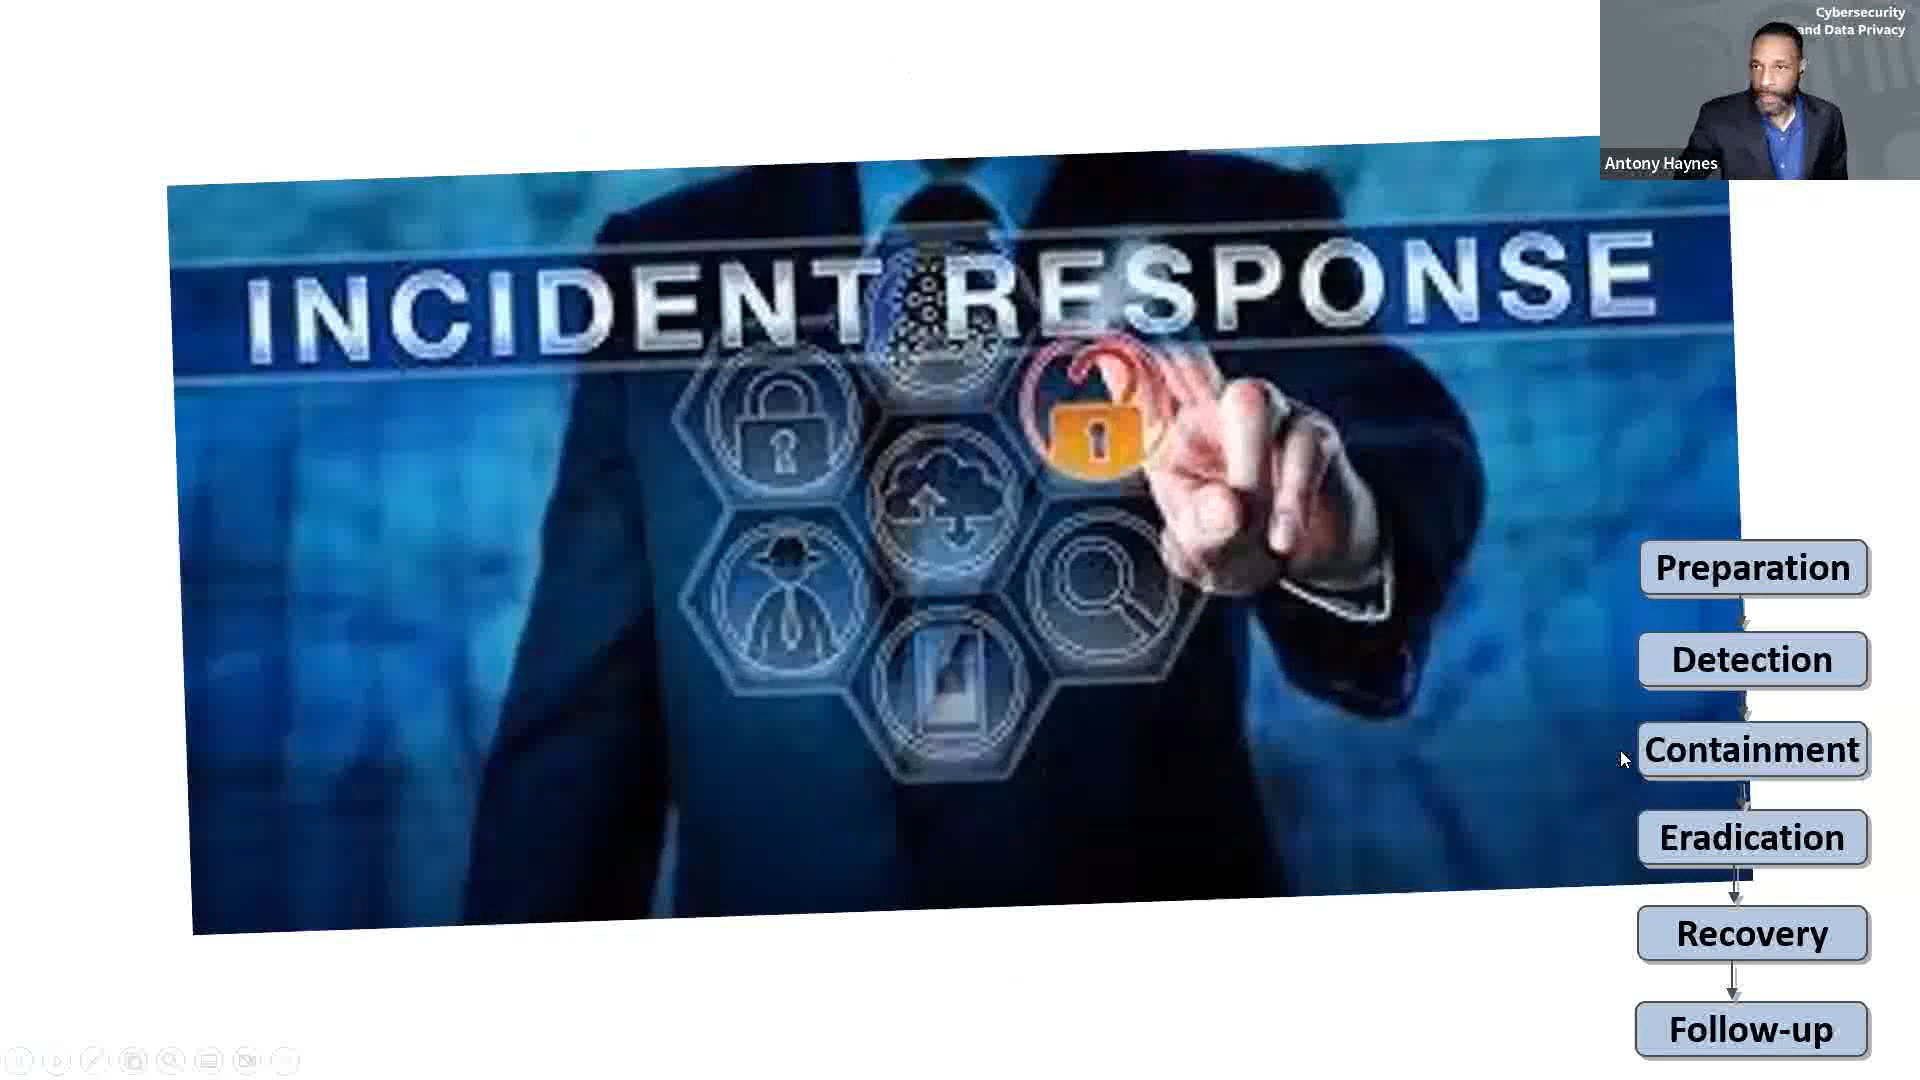 Cybersecurity
and Data Privacy
Antony Haynes
INCIDENT RESPONSE
Preparation
Detection
Containment
Eradication
Recovery
Follow-up